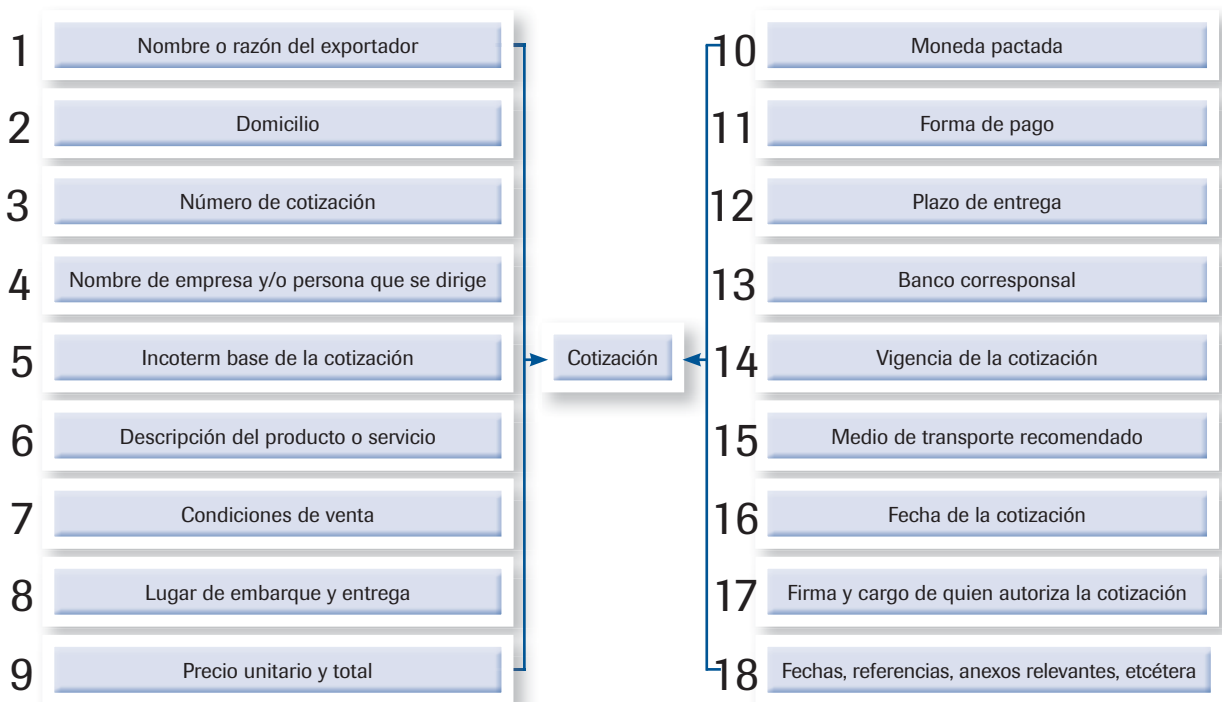 1 Nombre o razón del exportador
2 Domicilio
3 Número de cotización
4 Nombre de empresa y/o persona que se dirige
5 Incoterm base de la cotización
6 Descripción del producto o servicio
7 Condiciones de venta
8 Lugar de embarque y entrega
9 Precio unitario y total
Cotización
10 Moneda pactada
11 Forma de pago
12 Plazo de entrega
13 Banco corresponsal
14 Vigencia de la cotización
15 Medio de transporte recomendado
16 Fecha de la cotización
17 Firma y cargo de quien autoriza la cotización
18 Fechas, referencias, anexos relevantes, etcétera